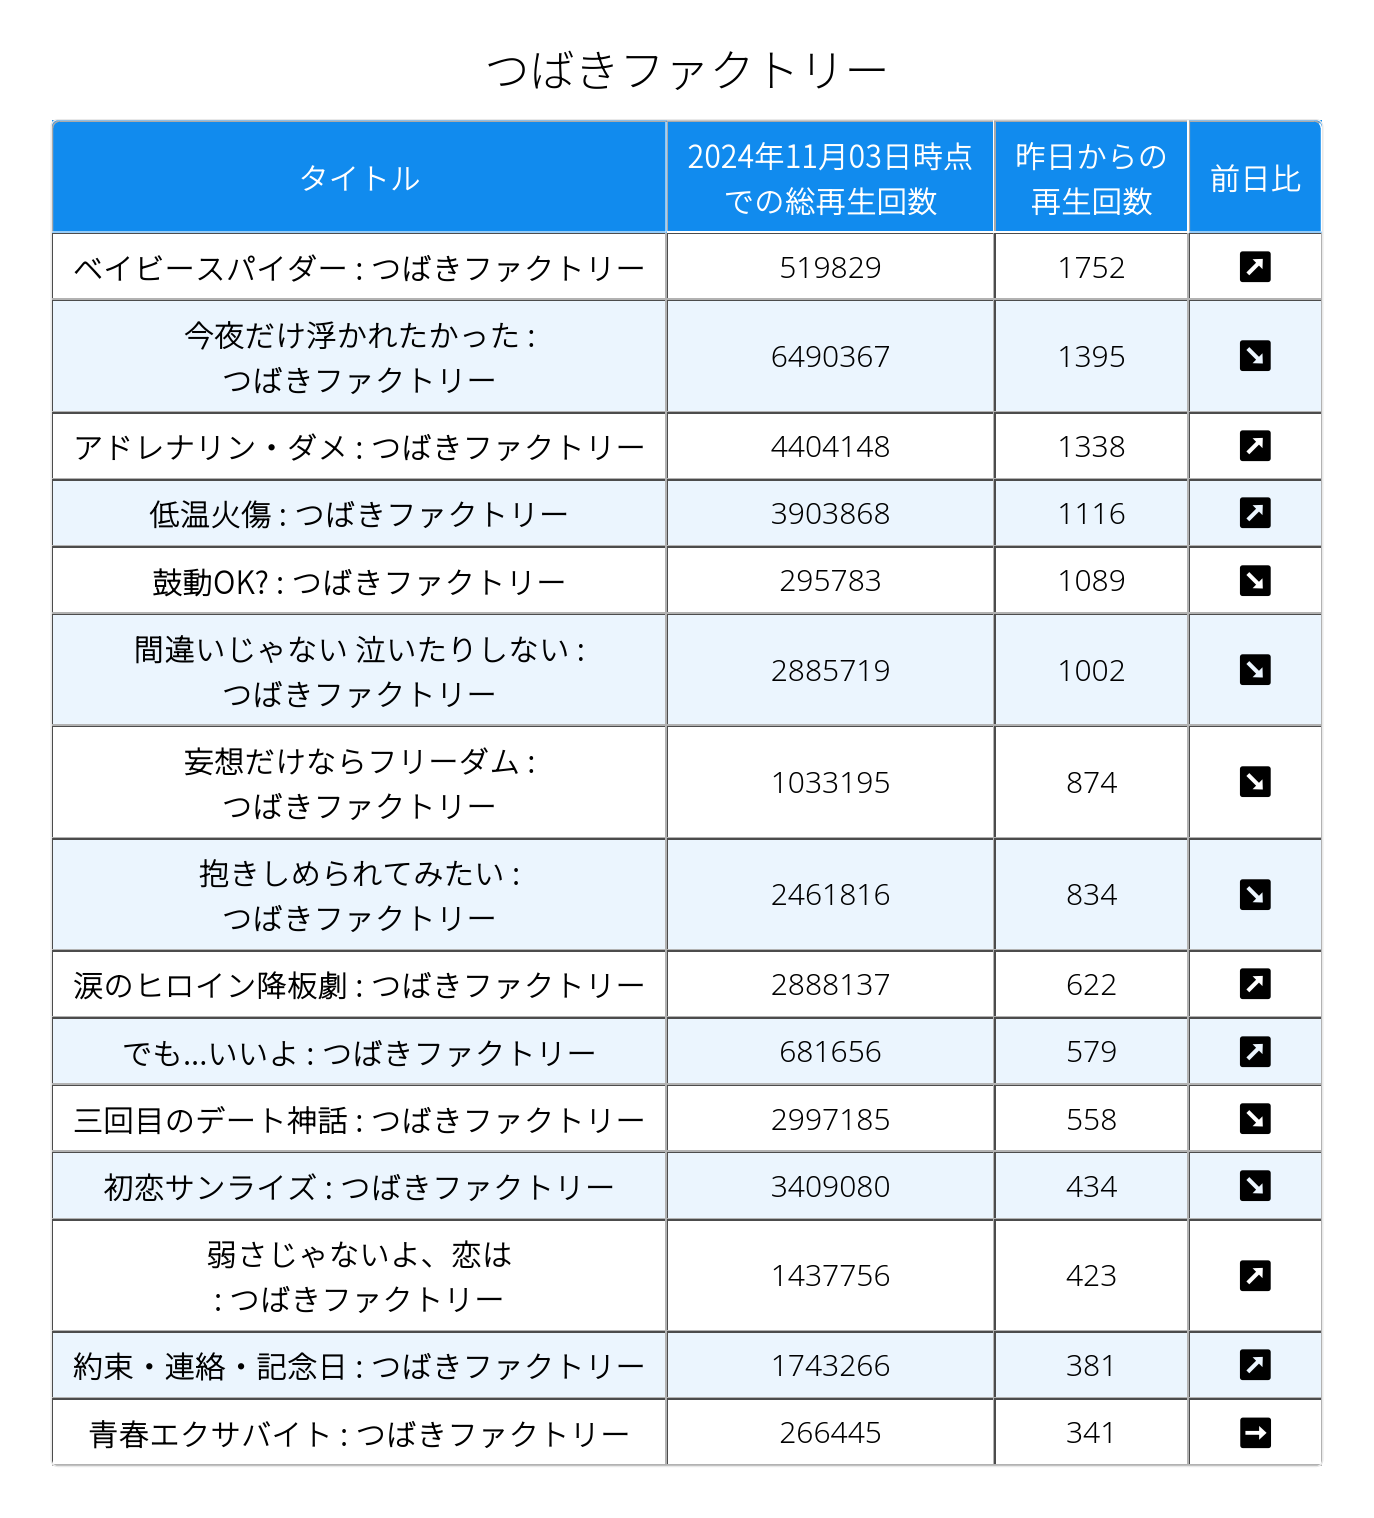 つばきファクトリー
タイトル
2024年11月03日時点
での総再生回数
昨日からの
再生回数
前日比
ベイビースパイダー : つばきファクトリー
519829
1752
今夜だけ浮かれたかった :
つばきファクトリー
6490367
1395
アドレナリン・ダメ : つばきファクトリー
4404148
1338
低温火傷 : つばきファクトリー
3903868
1116
鼓動OK? : つばきファクトリー
295783
1089
間違いじゃない 泣いたりしない :
つばきファクトリー
2885719
1002
妄想だけならフリーダム :
つばきファクトリー
1033195
874
抱きしめられてみたい :
つばきファクトリー
2461816
834
涙のヒロイン降板劇 : つばきファクトリー
2888137
622
でも...いいよ : つばきファクトリー
681656
579
三回目のデート神話 : つばきファクトリー
2997185
558
初恋サンライズ : つばきファクトリー
3409080
434
弱さじゃないよ、恋は
: つばきファクトリー
1437756
423
約束・連絡・記念日 : つばきファクトリー
1743266
381
青春エクサバイト : つばきファクトリー
266445
341